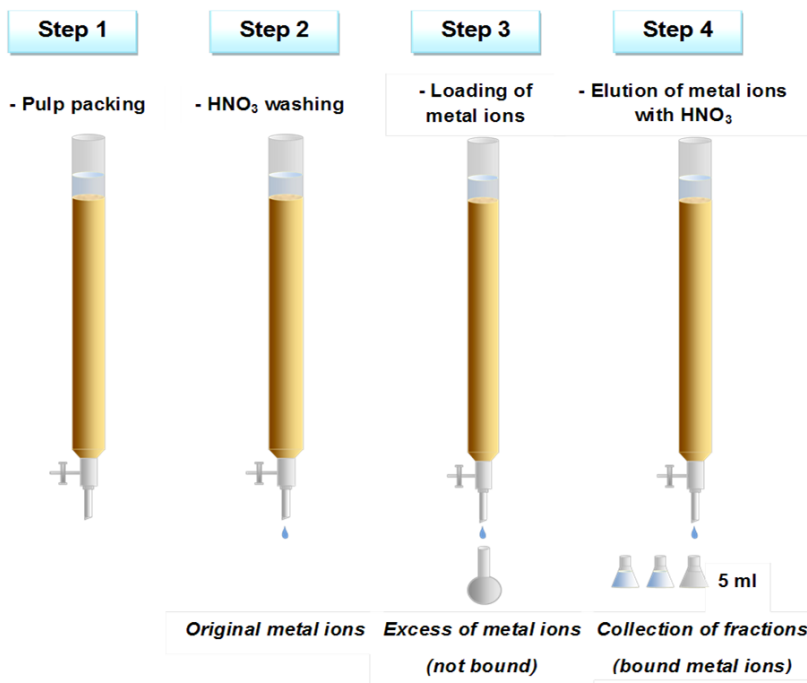 Step 1
Step 2
Step 3
Step 4
- Pulp packing
- HNO₃ washing
- Loading of
metal ions
- Elution of metal ions
with HNO₃
5 ml
Original metal ions
Excess of metal ions
(not bound)
Collection of fractions
(bound metal ions)